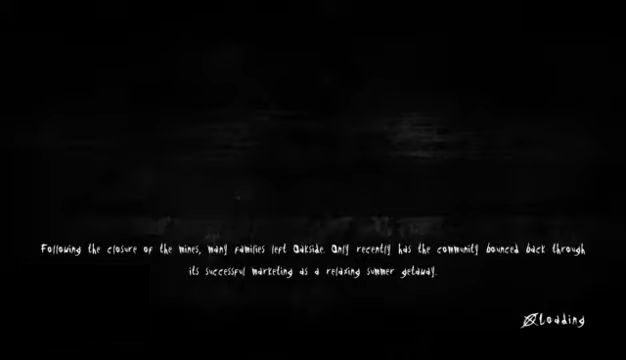 Following the closure of the mines, many families left Oakside. Only recently has the community bounced back through
its successful marketing as a relaxing summer getaway.
Loading